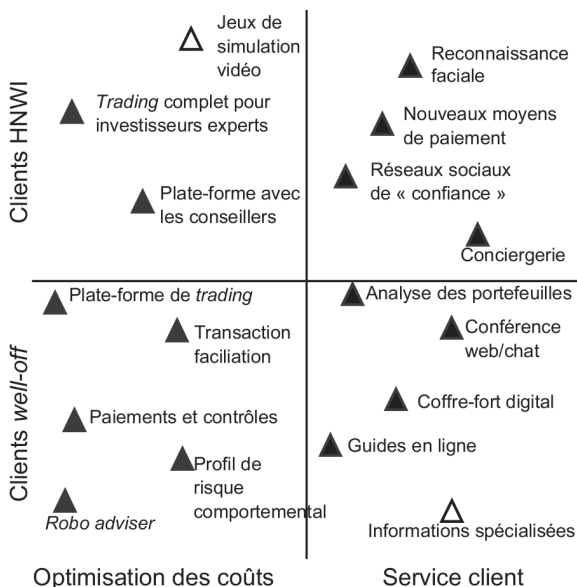 Clients HNWI
Jeux de
simulation
vidéo
Trading complet pour
investisseurs experts
Plate-forme avec
les conseillers
Reconnaissance
faciale
Nouveaux moyens
de paiement
Réseaux sociaux
de « confiance »
Conciergerie
Clients well-off
Plate-forme de trading
Transaction
faciliation
Paiements et contrôles
Profil de
risque
comportemental
Robo adviser
Analyse des portefeuilles
Conférence
web/chat
Coffre-fort digital
Guides en ligne
Informations spécialisées
Optimisation des coûts
Service client